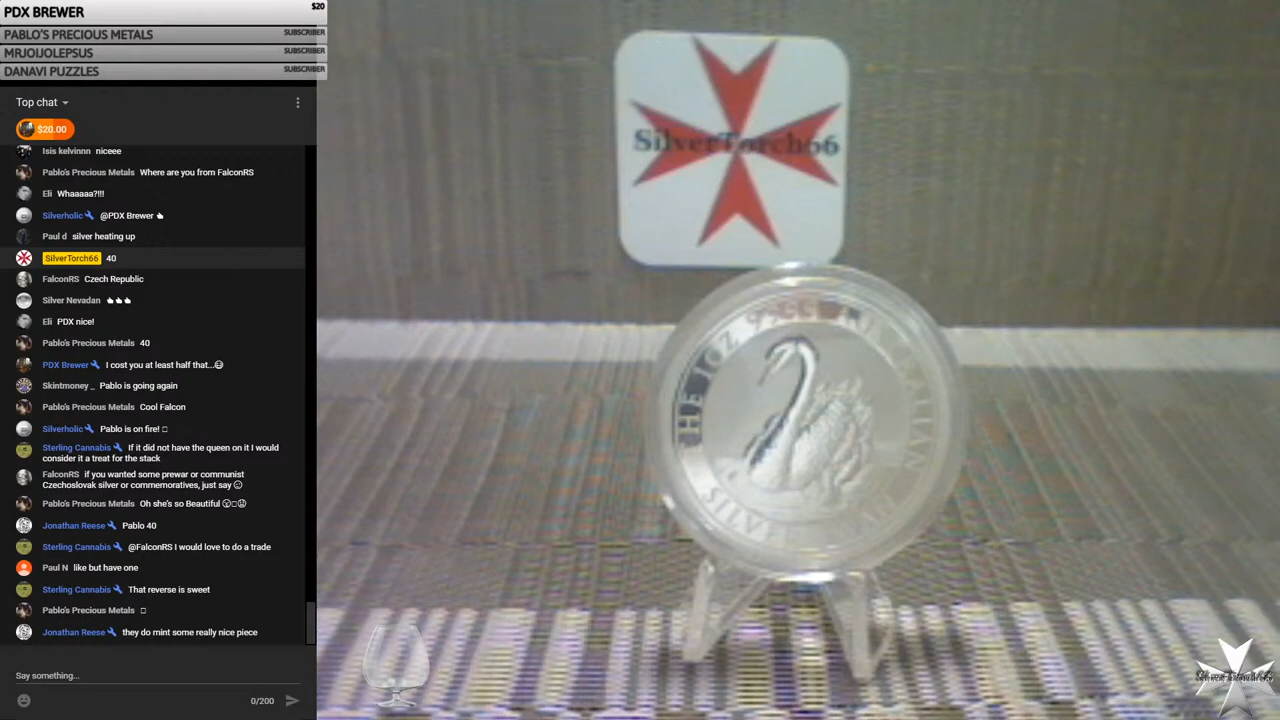 PDX BREWER $20
PABLO'S PRECIOUS METALS SUBSCRIBER
MRJOIJOLEPSUS SUBSCRIBER
DANAVI PUZZLES SUBSCRIBER
Top chat
$20.00
Isis kelvinnn niceee
Pablo's Precious Metals Where are you from FalconRS
Eli Whaaaaa?!!!
Silverholic @PDX Brewer
Paul d silver heating up
SilverTorch66 40
FalconRS Czech Republic
Silver Nevadan
Eli PDX nice!
Pablo's Precious Metals 40
PDX Brewer I cost you at least half that...
Skintmoney _ Pablo is going again
Pablo's Precious Metals Cool Falcon
Silverholic Pablo is on fire!
Sterling Cannabis If it did not have the queen on it I would
consider it a treat for the stack
FalconRS if you wanted some prewar or communist
Czechoslovak silver or commemoratives, just say
Pablo's Precious Metals Oh she's so Beautiful
Jonathan Reese Pablo 40
Sterling Cannabis @FalconRS I would love to do a trade
Paul N like but have one
Sterling Cannabis That reverse is sweet
Pablo's Precious Metals
Jonathan Reese they do mint some really nice piece
Say something...
0/200
SilverTorch66
SilverTorch66